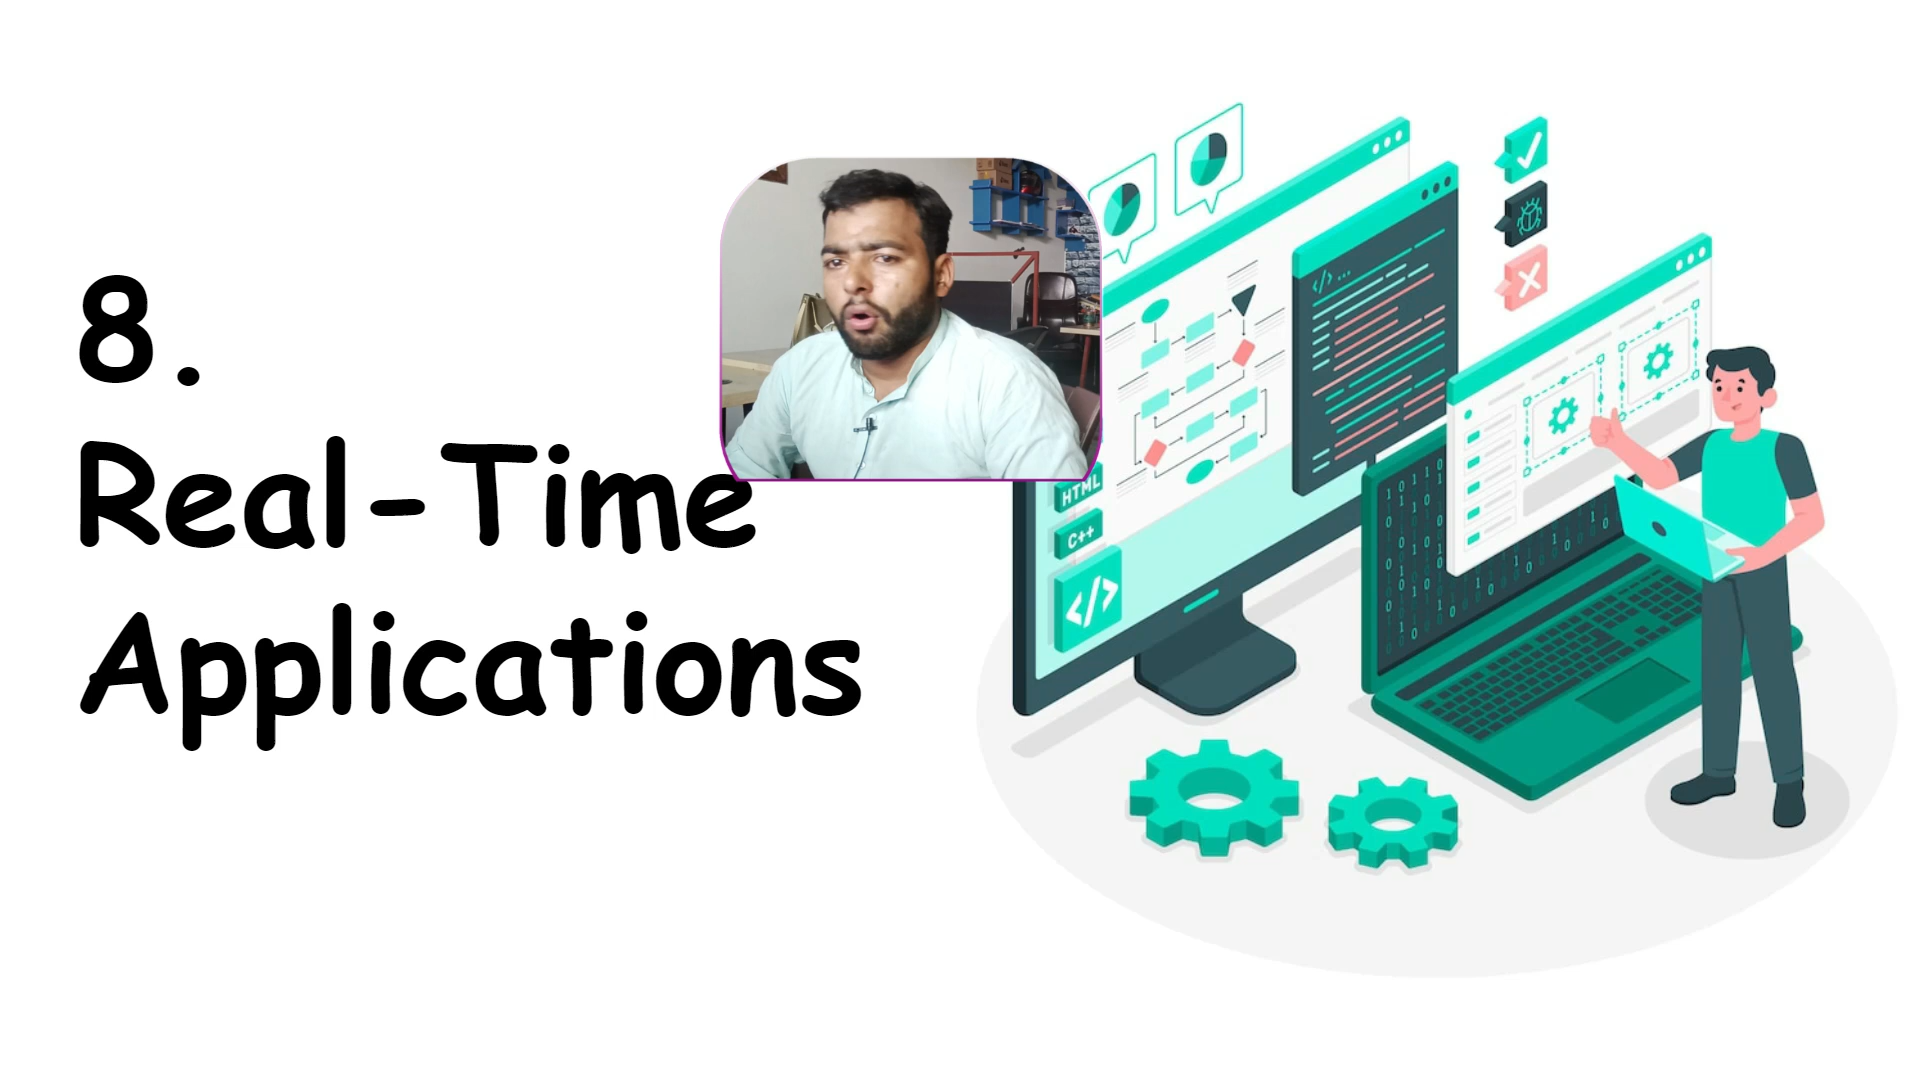 8.
Real-Time
Applications
HTML
C++
</>
</> ...